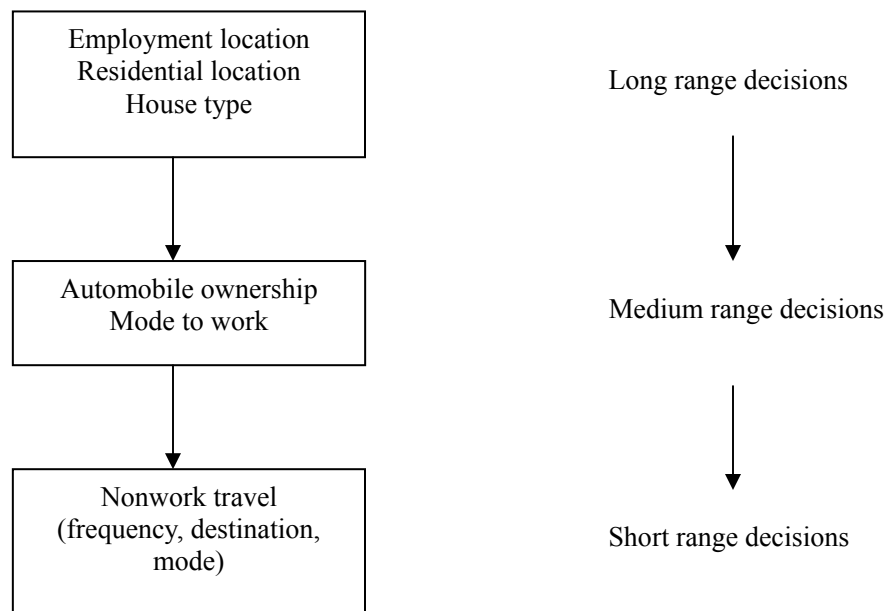 Employment location
Residential location
House type
Long range decisions
Automobile ownership
Mode to work
Medium range decisions
Nonwork travel
(frequency, destination,
mode)
Short range decisions